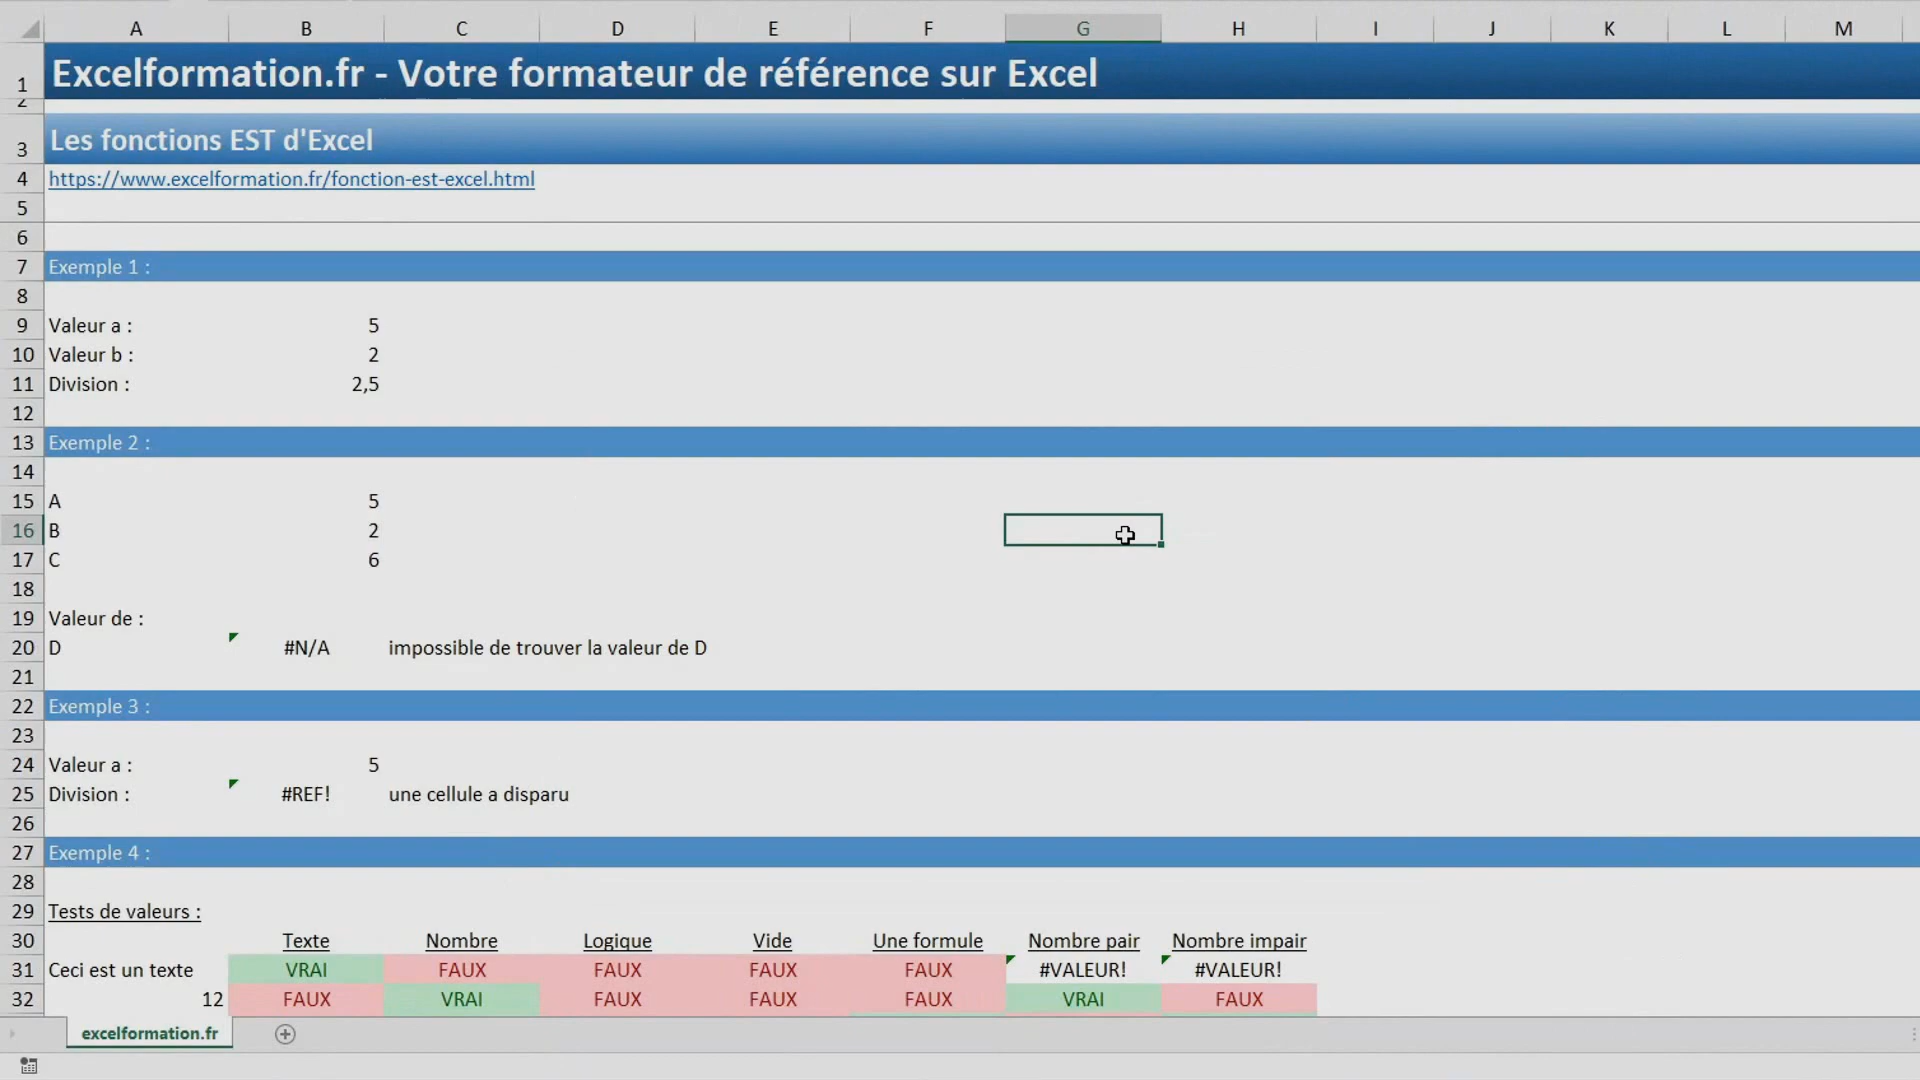 A B C D E F G H I J K L M
1 Excelformation.fr - Votre formateur de référence sur Excel
2
3 Les fonctions EST d'Excel
4 https://www.excelformation.fr/fonction-est-excel.html
5
6
7 Exemple 1 :
8
9 Valeur a : 5
10 Valeur b : 2
11 Division : 2,5
12
13 Exemple 2 :
14
15 A 5
16 B 2
17 C 6
18
19 Valeur de :
20 D #N/A impossible de trouver la valeur de D
21
22 Exemple 3 :
23
24 Valeur a : 5
25 Division : #REF! une cellule a disparu
26
27 Exemple 4 :
28
29 Tests de valeurs :
30 Texte Nombre Logique Vide Une formule Nombre pair Nombre impair
31 Ceci est un texte VRAI FAUX FAUX FAUX FAUX #VALEUR! #VALEUR!
32 12 FAUX VRAI FAUX FAUX FAUX VRAI FAUX
excelformation.fr